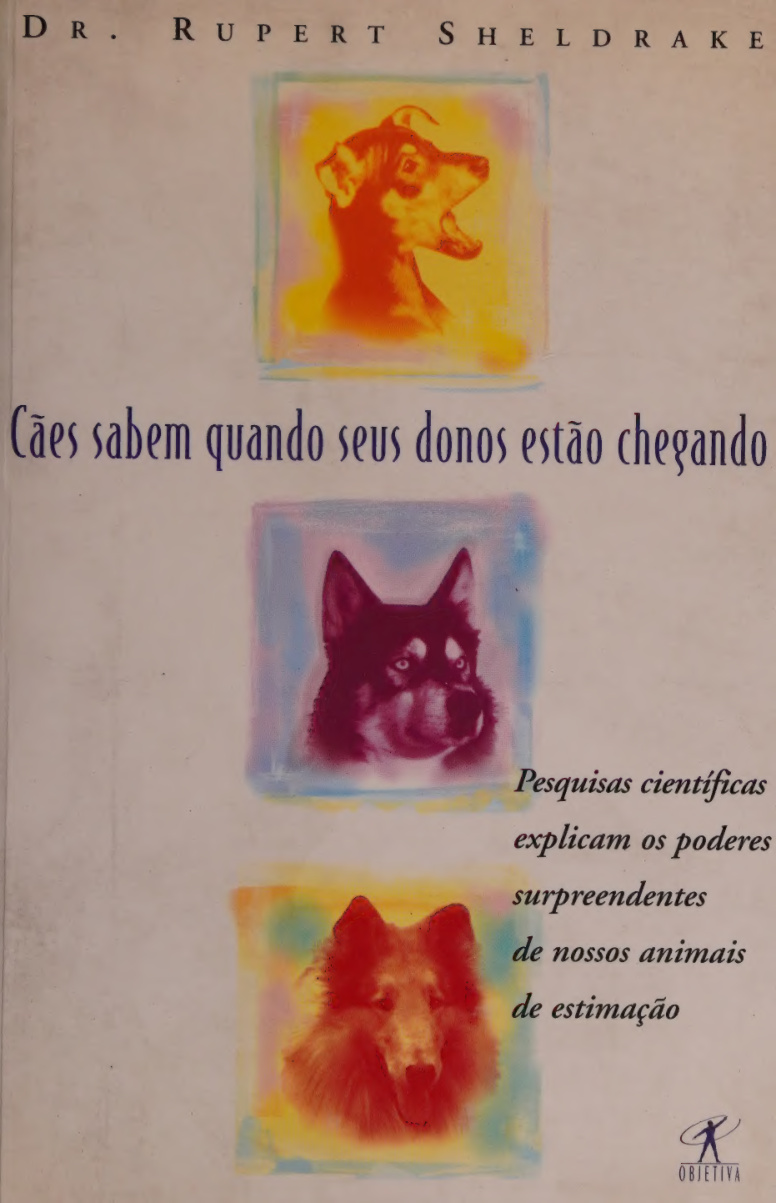 DR. RUPERT SHELDRAKE
Cães sabem quando seus donos estão chegando
Pesquisas científicas
explicam os poderes
surpreendentes
de nossos animais
de estimação
OBJETIVA